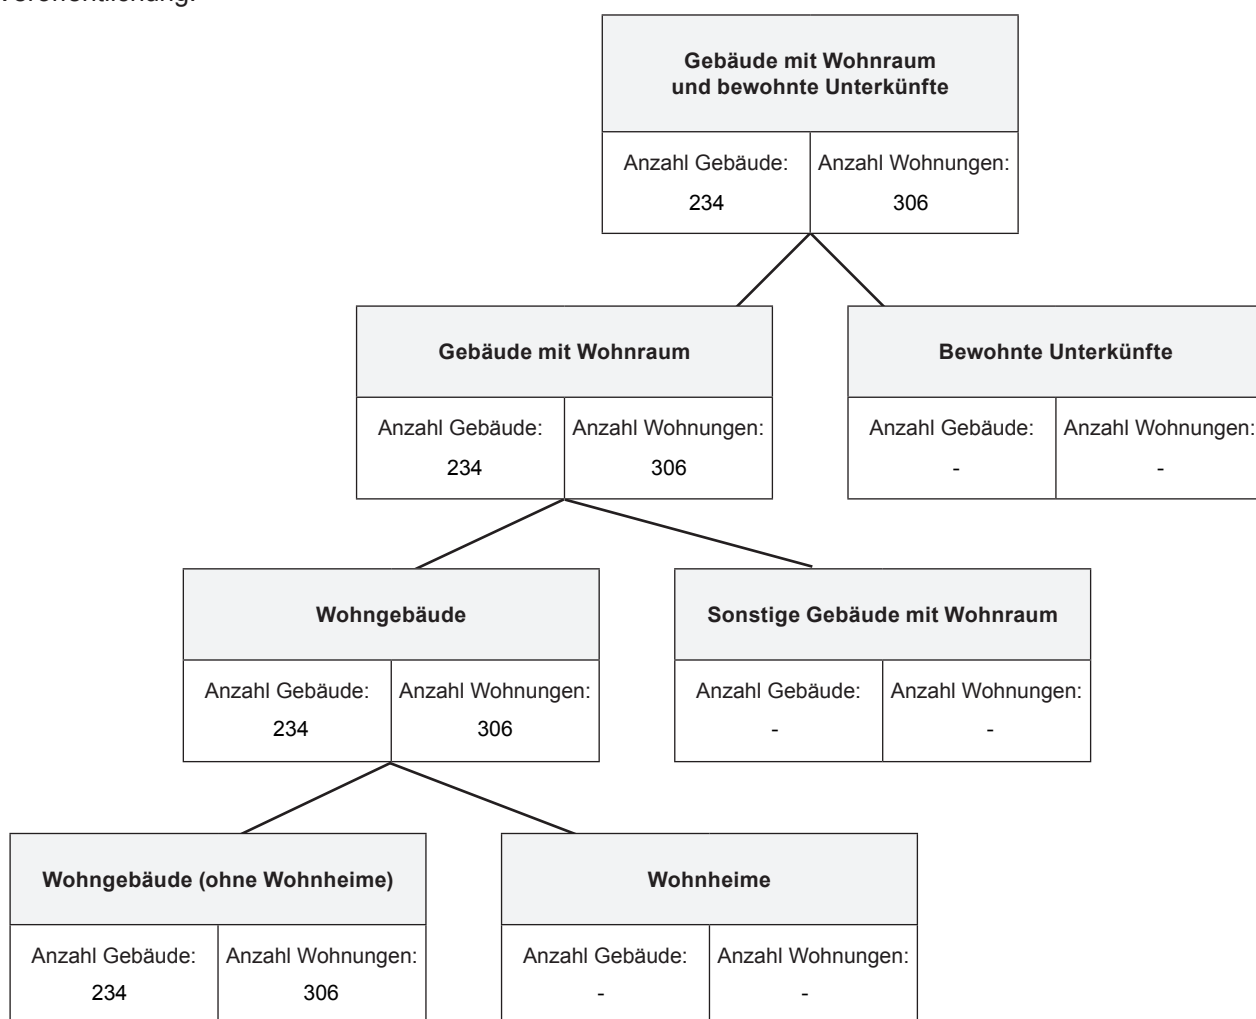 Veröffentlichung.
Gebäude mit Wohnraum
und bewohnte Unterkünfte
Anzahl Gebäude: Anzahl Wohnungen:
234 306
Gebäude mit Wohnraum Bewohnte Unterkünfte
Anzahl Gebäude: Anzahl Wohnungen: Anzahl Gebäude: Anzahl Wohnungen:
234 306 - -
Wohngebäude Sonstige Gebäude mit Wohnraum
Anzahl Gebäude: Anzahl Wohnungen: Anzahl Gebäude: Anzahl Wohnungen:
234 306 - -
Wohngebäude (ohne Wohnheime) Wohnheime
Anzahl Gebäude: Anzahl Wohnungen: Anzahl Gebäude: Anzahl Wohnungen:
234 306 - -